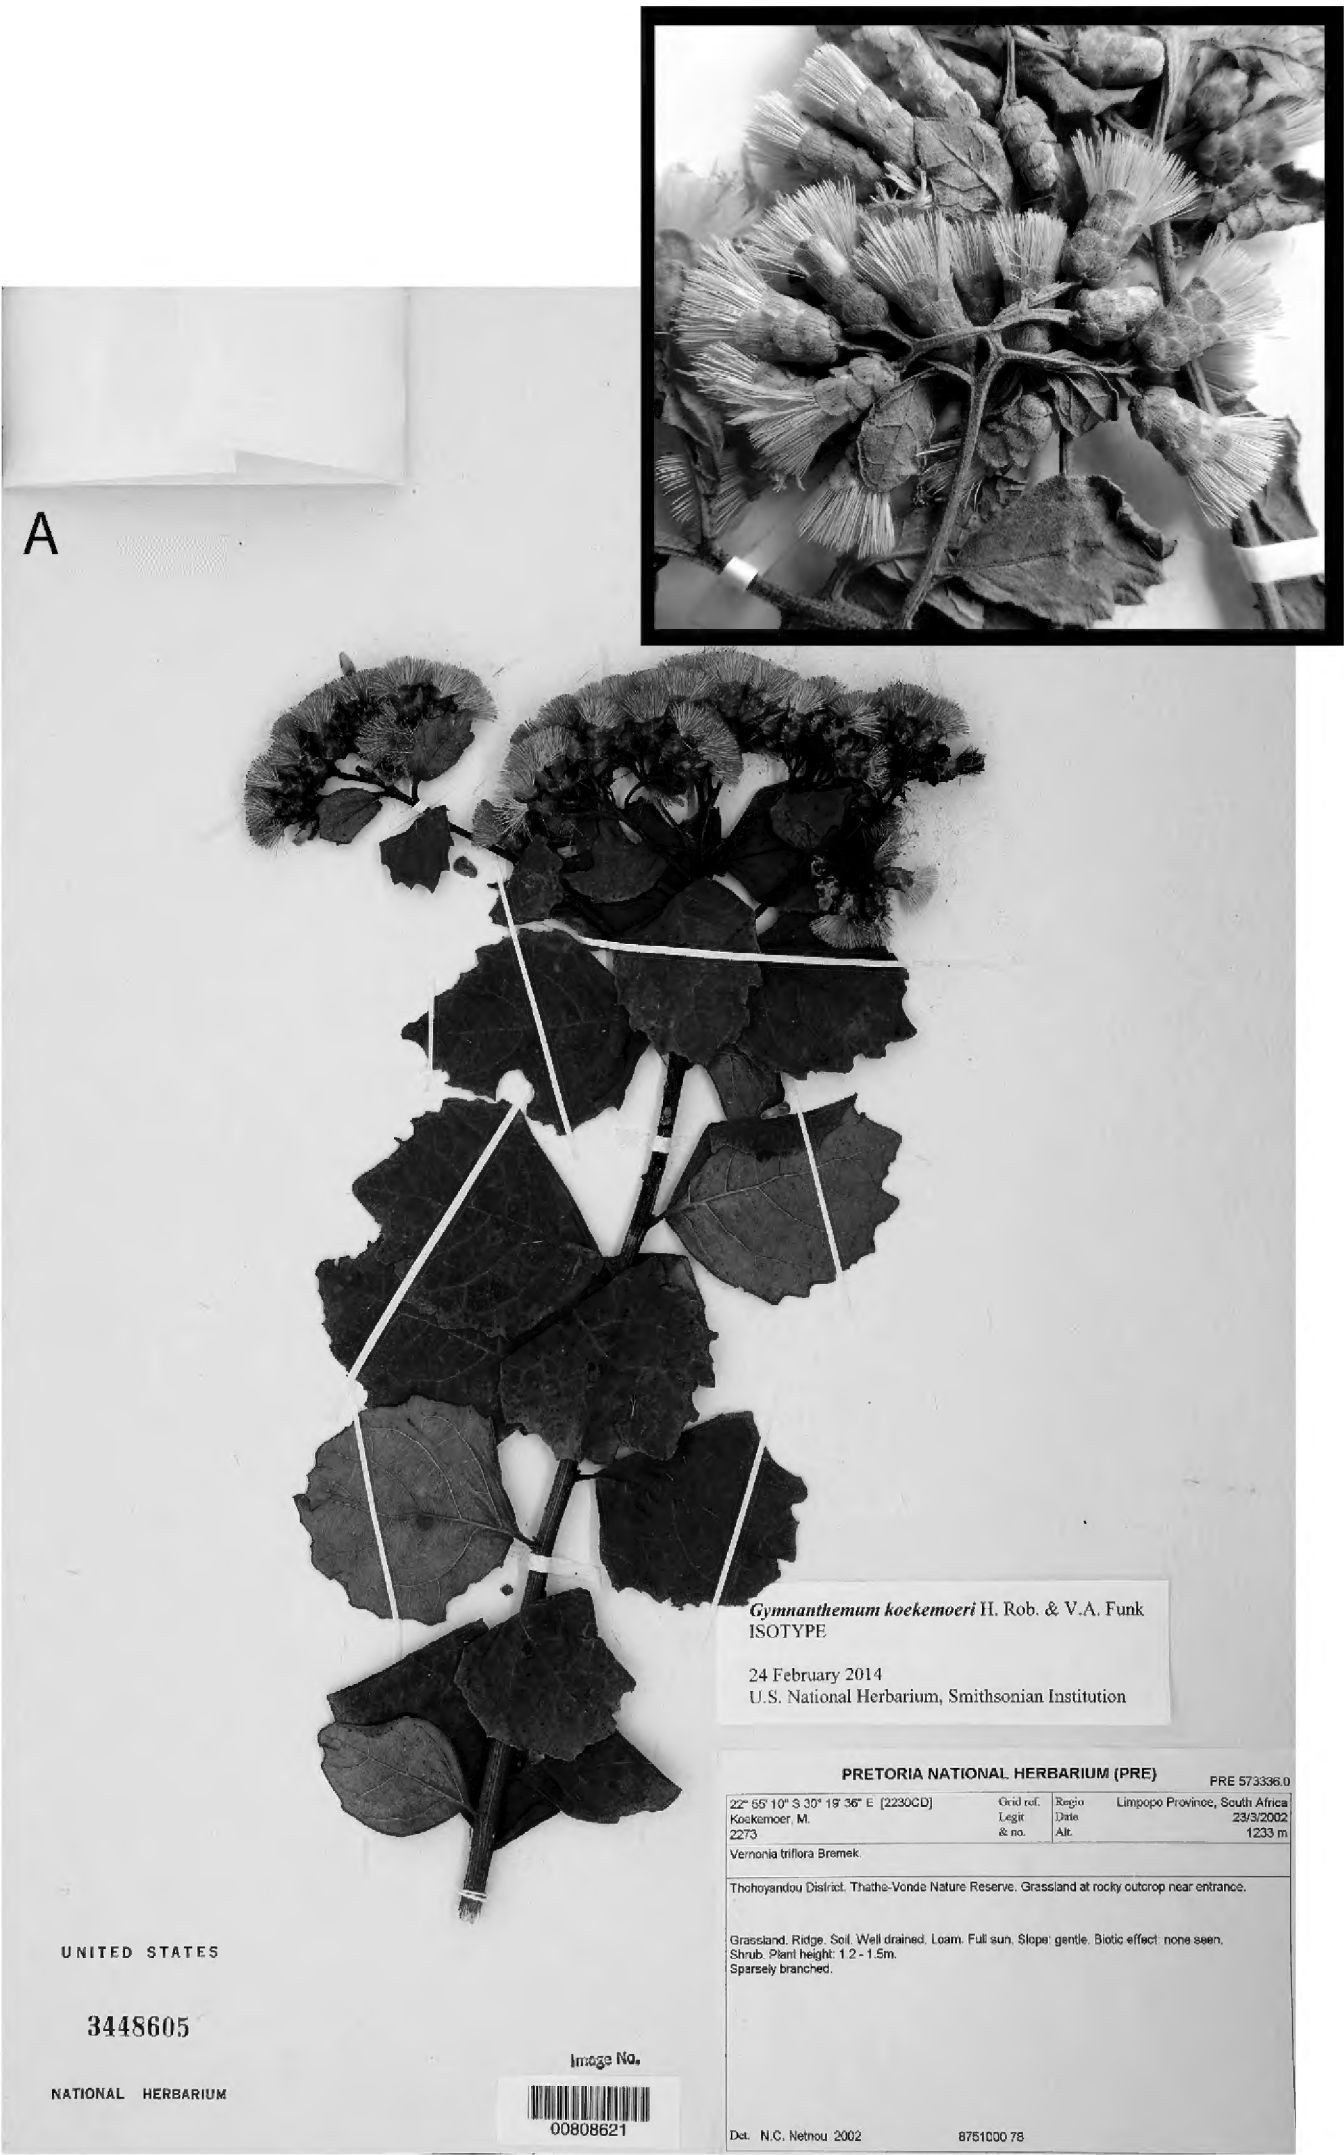 A
Gymnanthemum koekemoeri H. Rob. & V.A. Funk
ISOTYPE
24 February 2014
U.S. National Herbarium, Smithsonian Institution
PRETORIA NATIONAL HERBARIUM (PRE) PRE 573336.0
22° 55' 10" S 30° 19' 36" E [2230CD] Grid ref. Regio Limpopo Province, South Africa
Koekemoer, M. Legit Date 23/3/2002
2273 & no. Alt. 1233 m
Vernonia triflora Bremek.
Thohoyandou District. Thathe-Vonde Nature Reserve. Grassland at rocky outcrop near entrance.
Grassland. Ridge. Soil. Well drained. Loam. Full sun. Slope: gentle. Biotic effect: none seen.
Shrub. Plant height: 1.2 - 1.5m.
Sparsely branched.
UNITED STATES
3448605
NATIONAL HERBARIUM
Image No.
00808621
Det. N.C. Netnou 2002 8751000 78